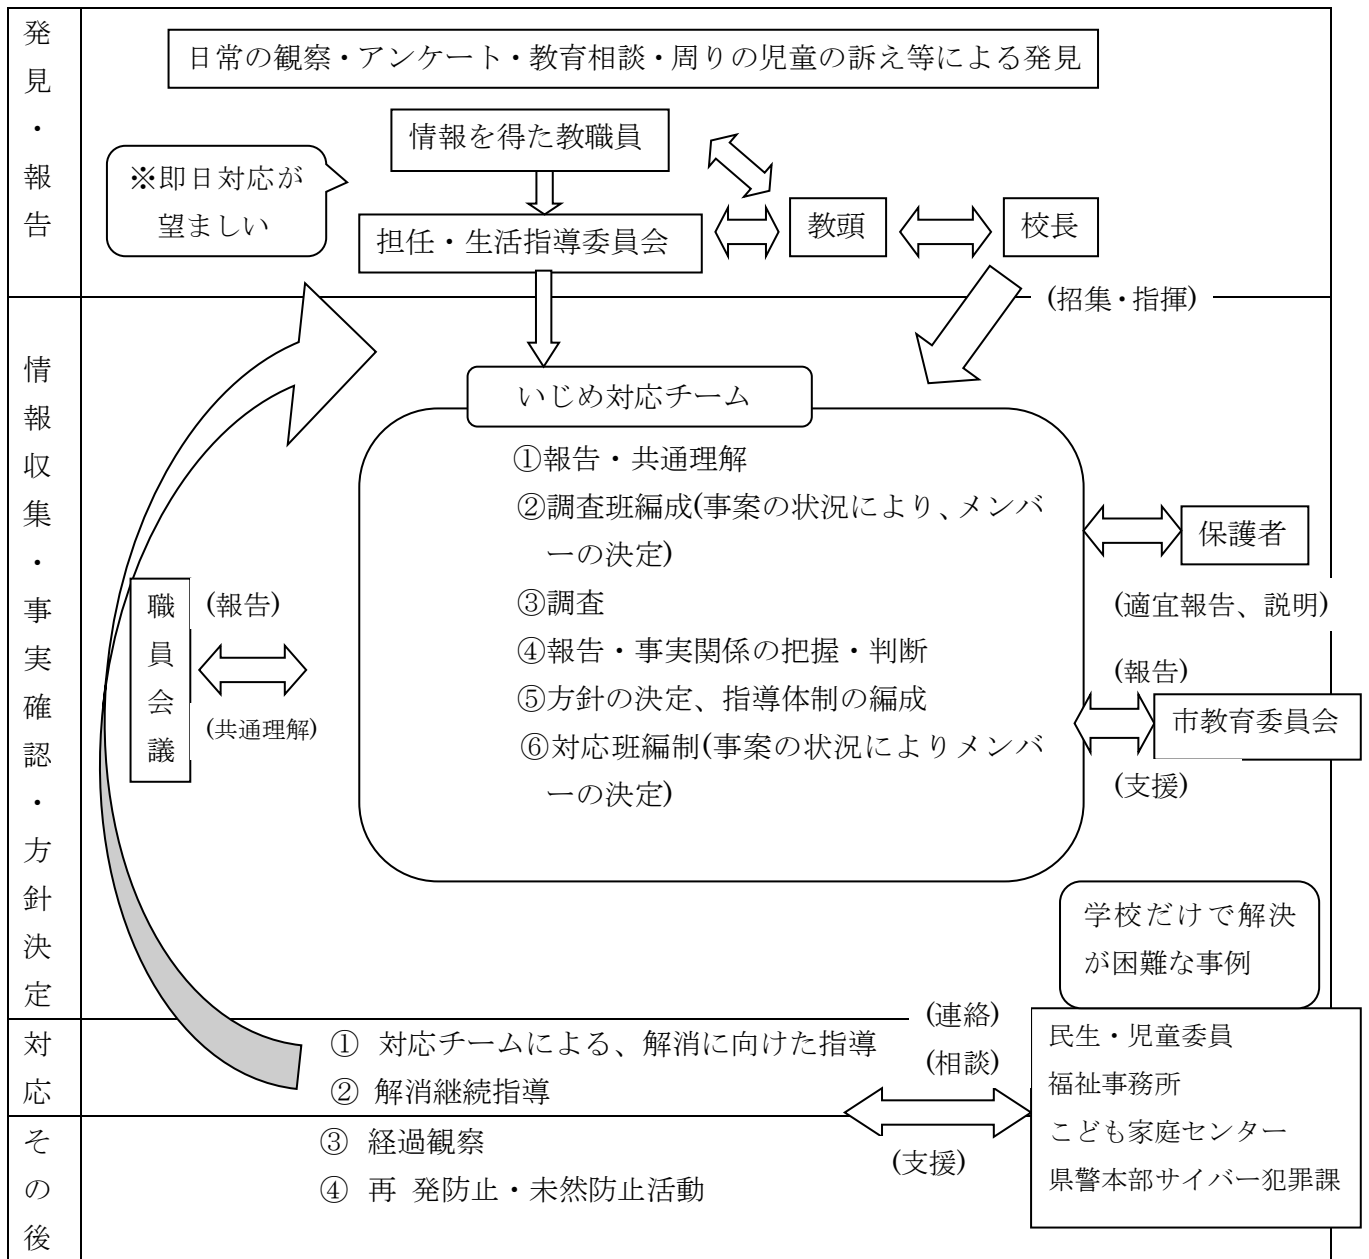 発見・報告
日常の観察・アンケート・教育相談・周りの児童の訴え等による発見
情報を得た教職員
※即日対応が
望ましい
担任・生活指導委員会
教頭
校長
(招集・指揮)
情報収集・事実確認・方針決定
いじめ対応チーム
①報告・共通理解
②調査班編成(事案の状況により、メンバ
ーの決定)
③調査
④報告・事実関係の把握・判断
⑤方針の決定、指導体制の編成
⑥対応班編制(事案の状況によりメンバ
ーの決定)
職員会議
(報告)
(共通理解)
保護者
(適宜報告、説明)
(報告)
市教育委員会
(支援)
学校だけで解決
が困難な事例
対応
① 対応チームによる、解消に向けた指導
② 解消継続指導
(連絡)
(相談)
民生・児童委員
福祉事務所
こども家庭センター
県警本部サイバー犯罪課
その後
③ 経過観察
④ 再 発防止・未然防止活動
(支援)